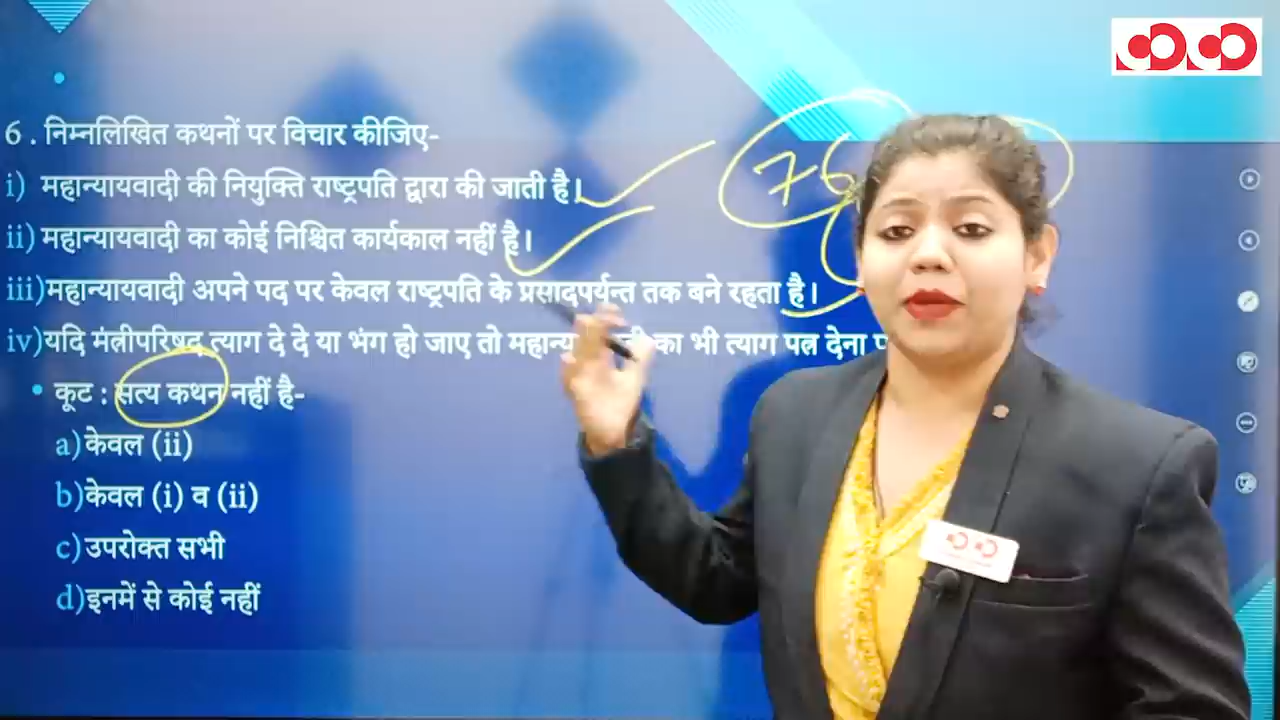 6 . निम्नलिखित कथनों पर विचार कीजिए-
i) महान्यायवादी की नियुक्ति राष्ट्रपति द्वारा की जाती है।
ii) महान्यायवादी का कोई निश्चित कार्यकाल नहीं है।
iii)महान्यायवादी अपने पद पर केवल राष्ट्रपति के प्रसादपर्यन्त तक बने रहता है।
iv)यदि मंत्रीपरिषद् त्याग दे दे या भंग हो जाए तो का भी त्याग पत्र देना
• कूट : सत्य कथन नहीं है-
a)केवल (ii)
b)केवल (i) व (ii)
c)उपरोक्त सभी
d)इनमें से कोई नहीं